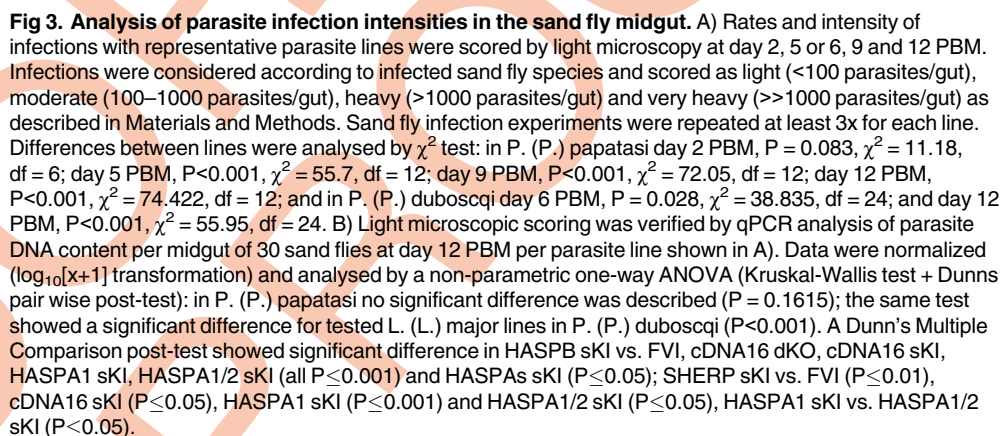 Fig 3. Analysis of parasite infection intensities in the sand fly midgut. A) Rates and intensity of
infections with representative parasite lines were scored by light microscopy at day 2, 5 or 6, 9 and 12 PBM.
Infections were considered according to infected sand fly species and scored as light (<100 parasites/gut),
moderate (100–1000 parasites/gut), heavy (>1000 parasites/gut) and very heavy (>>1000 parasites/gut) as
described in Materials and Methods. Sand fly infection experiments were repeated at least 3x for each line.
Differences between lines were analysed by χ² test: in P. (P.) papatasi day 2 PBM, P = 0.083, χ² = 11.18,
df = 6; day 5 PBM, P<0.001, χ² = 55.7, df = 12; day 9 PBM, P<0.001, χ² = 72.05, df = 12; day 12 PBM,
P<0.001, χ² = 74.422, df = 12; and in P. (P.) duboscqi day 6 PBM, P = 0.028, χ² = 38.835, df = 24; and day 12
PBM, P<0.001, χ² = 55.95, df = 24. B) Light microscopic scoring was verified by qPCR analysis of parasite
DNA content per midgut of 30 sand flies at day 12 PBM per parasite line shown in A). Data were normalized
(log₁₀[x+1] transformation) and analysed by a non-parametric one-way ANOVA (Kruskal-Wallis test + Dunns
pair wise post-test): in P. (P.) papatasi no significant difference was described (P = 0.1615); the same test
showed a significant difference for tested L. (L.) major lines in P. (P.) duboscqi (P<0.001). A Dunn's Multiple
Comparison post-test showed significant difference in HASPB sKI vs. FVI, cDNA16 dKO, cDNA16 sKI,
HASPA1 sKI, HASPA1/2 sKI (all P≤0.001) and HASPAs sKI (P≤0.05); SHERP sKI vs. FVI (P≤0.01),
cDNA16 sKI (P≤0.05), HASPA1 sKI (P≤0.001) and HASPA1/2 sKI (P≤0.05), HASPA1 sKI vs. HASPA1/2
sKI (P<0.05).